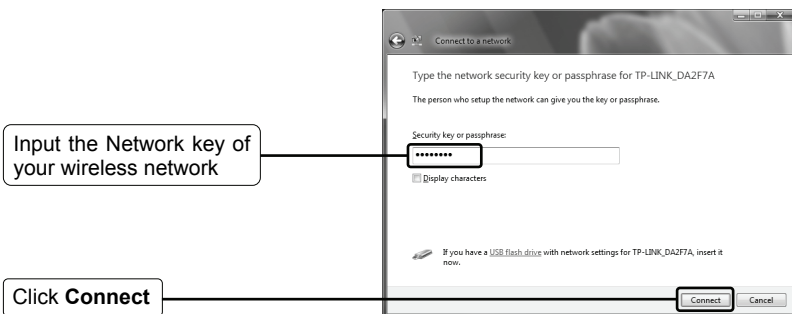 Connect to a network
Type the network security key or passphrase for TP-LINK_DA2F7A
The person who setup the network can give you the key or passphrase.
Input the Network key of
your wireless network
Security key or passphrase:
••••••••
Display characters
If you have a USB flash drive with network settings for TP-LINK_DA2F7A, insert it
now.
Click Connect
Connect Cancel